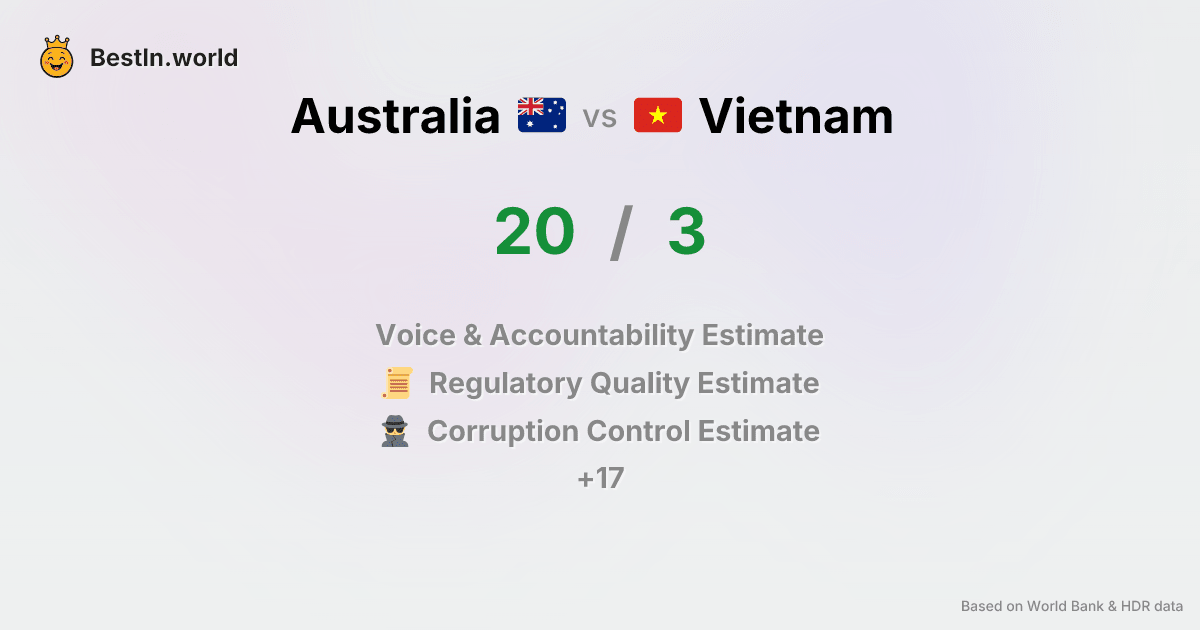 BestIn.world
Australia vs Vietnam
20 / 3
Voice & Accountability Estimate
Regulatory Quality Estimate
Corruption Control Estimate
+17
Based on World Bank & HDR data